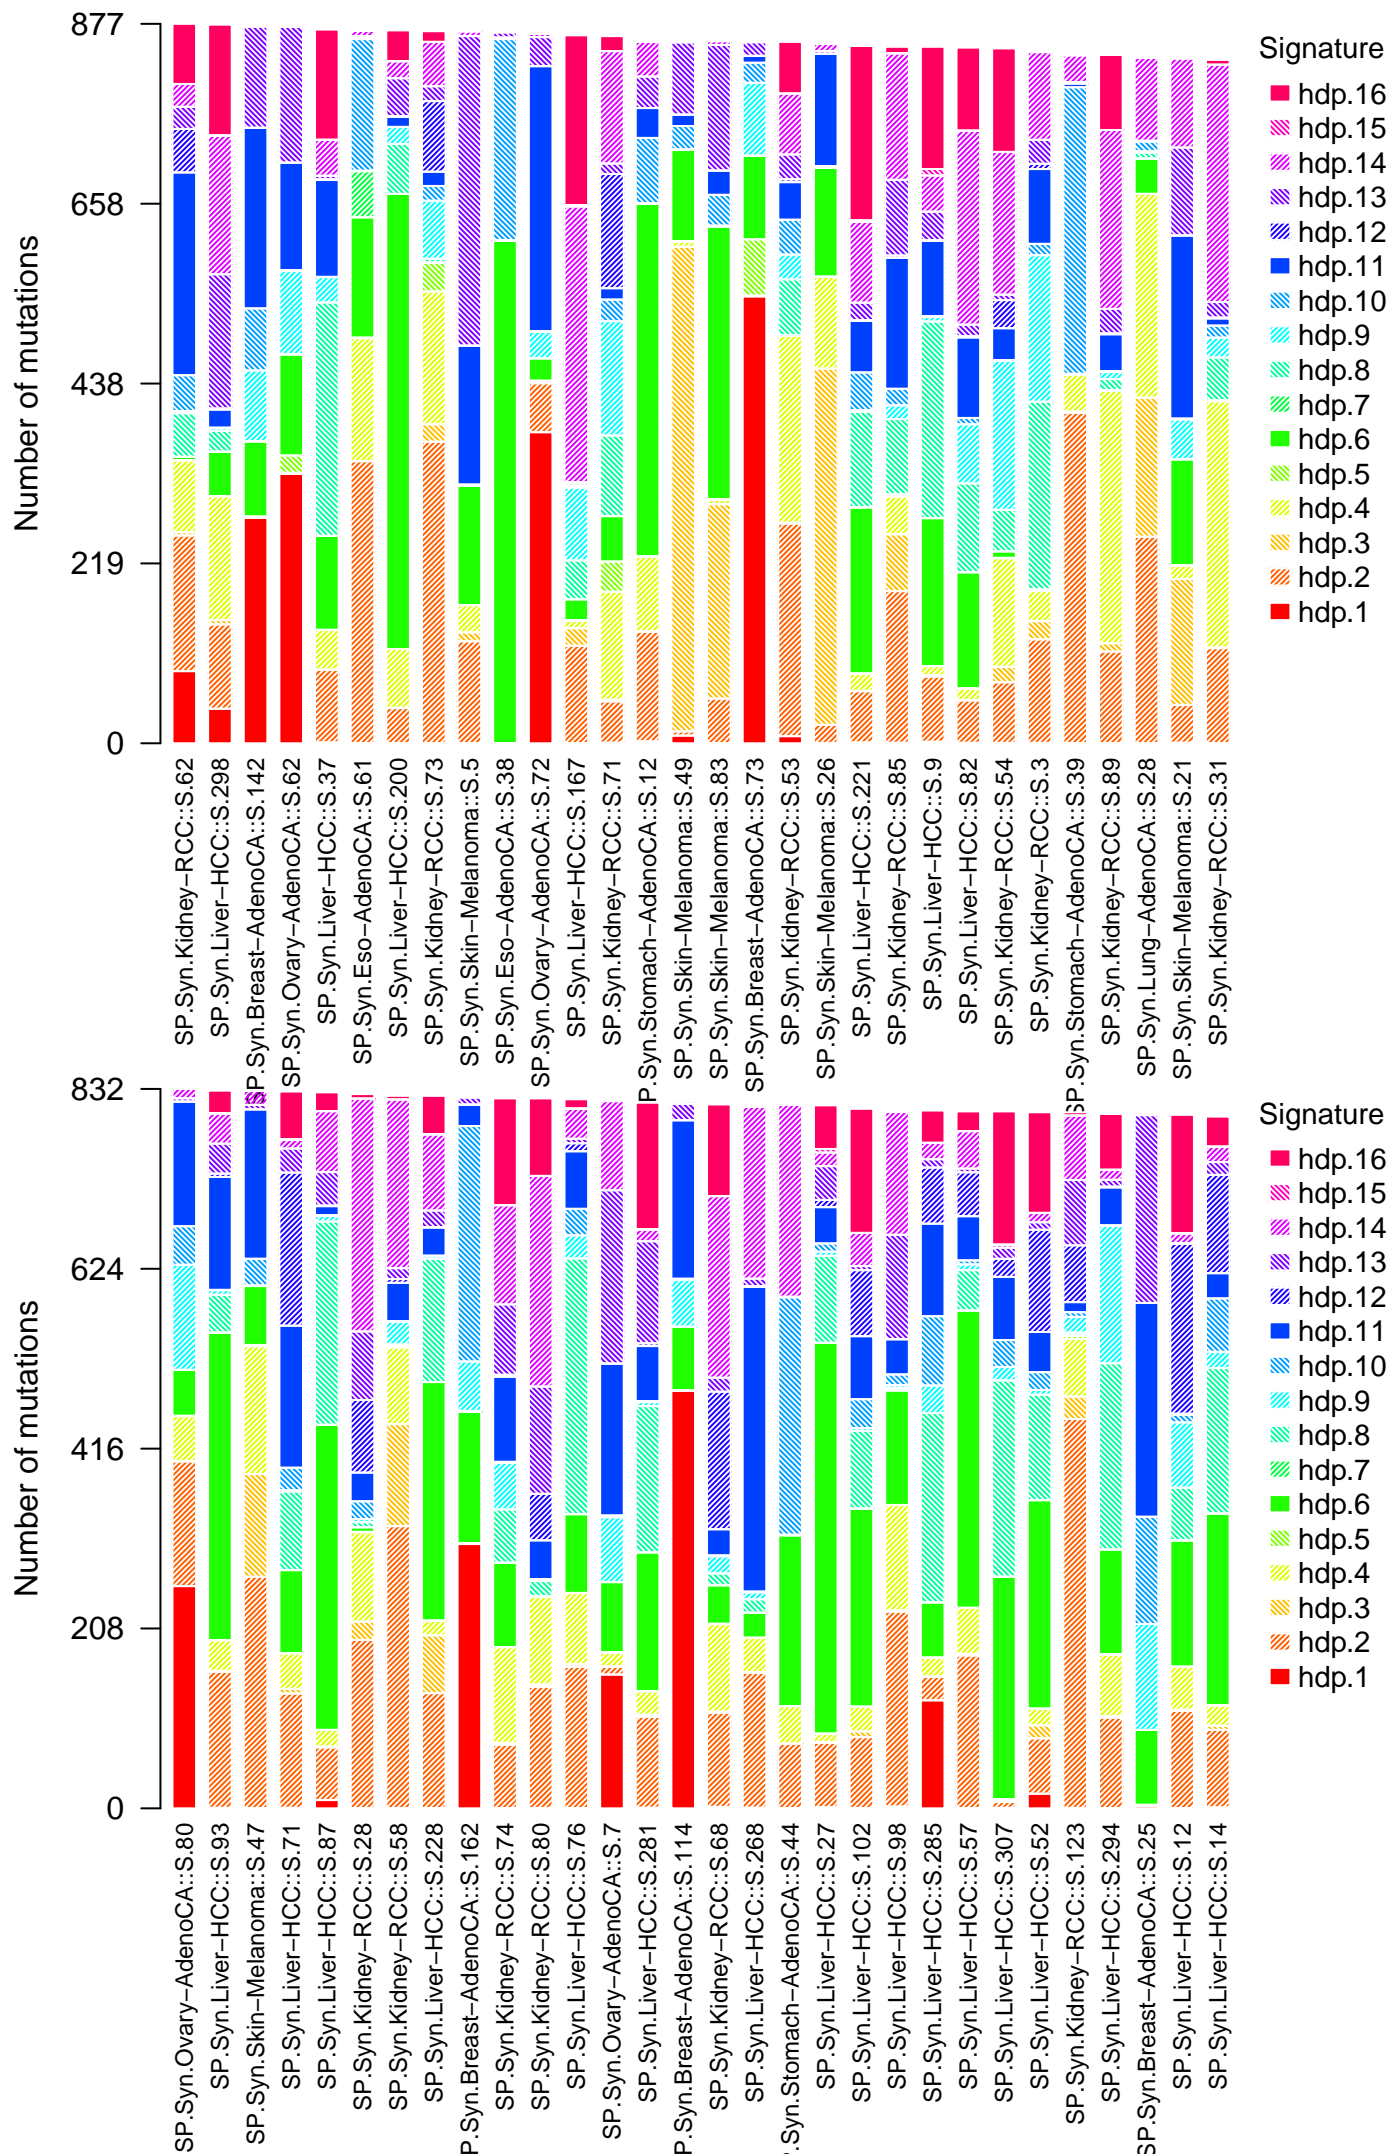 Number of mutations
877
658
438
219
0
Signature
hdp.16
hdp.15
hdp.14
hdp.13
hdp.12
hdp.11
hdp.10
hdp.9
hdp.8
hdp.7
hdp.6
hdp.5
hdp.4
hdp.3
hdp.2
hdp.1
SP.Syn.Kidney−RCC::S.62
SP.Syn.Liver−HCC::S.298
SP.Syn.Breast−AdenoCA::S.142
SP.Syn.Ovary−AdenoCA::S.62
SP.Syn.Liver−HCC::S.37
SP.Syn.Eso−AdenoCA::S.61
SP.Syn.Liver−HCC::S.200
SP.Syn.Kidney−RCC::S.73
SP.Syn.Skin−Melanoma::S.5
SP.Syn.Eso−AdenoCA::S.38
SP.Syn.Ovary−AdenoCA::S.72
SP.Syn.Liver−HCC::S.167
SP.Syn.Kidney−RCC::S.71
P.Syn.Stomach−AdenoCA::S.12
SP.Syn.Skin−Melanoma::S.49
SP.Syn.Skin−Melanoma::S.83
SP.Syn.Breast−AdenoCA::S.73
SP.Syn.Kidney−RCC::S.53
SP.Syn.Skin−Melanoma::S.26
SP.Syn.Liver−HCC::S.221
SP.Syn.Kidney−RCC::S.85
SP.Syn.Liver−HCC::S.9
SP.Syn.Liver−HCC::S.82
SP.Syn.Kidney−RCC::S.54
SP.Syn.Kidney−RCC::S.3
SP.Syn.Stomach−AdenoCA::S.39
SP.Syn.Kidney−RCC::S.89
SP.Syn.Lung−AdenoCA::S.28
SP.Syn.Skin−Melanoma::S.21
SP.Syn.Kidney−RCC::S.31
Number of mutations
832
624
416
208
0
Signature
hdp.16
hdp.15
hdp.14
hdp.13
hdp.12
hdp.11
hdp.10
hdp.9
hdp.8
hdp.7
hdp.6
hdp.5
hdp.4
hdp.3
hdp.2
hdp.1
SP.Syn.Ovary−AdenoCA::S.80
SP.Syn.Liver−HCC::S.93
SP.Syn.Skin−Melanoma::S.47
SP.Syn.Liver−HCC::S.71
SP.Syn.Liver−HCC::S.87
SP.Syn.Kidney−RCC::S.28
SP.Syn.Kidney−RCC::S.58
SP.Syn.Liver−HCC::S.228
P.Syn.Breast−AdenoCA::S.162
SP.Syn.Kidney−RCC::S.74
SP.Syn.Kidney−RCC::S.80
SP.Syn.Liver−HCC::S.76
SP.Syn.Ovary−AdenoCA::S.7
SP.Syn.Liver−HCC::S.281
P.Syn.Breast−AdenoCA::S.114
SP.Syn.Kidney−RCC::S.68
SP.Syn.Liver−HCC::S.268
.Syn.Stomach−AdenoCA::S.44
SP.Syn.Liver−HCC::S.27
SP.Syn.Liver−HCC::S.102
SP.Syn.Kidney−RCC::S.98
SP.Syn.Liver−HCC::S.285
SP.Syn.Liver−HCC::S.57
SP.Syn.Liver−HCC::S.307
SP.Syn.Liver−HCC::S.52
SP.Syn.Kidney−RCC::S.123
SP.Syn.Liver−HCC::S.294
SP.Syn.Breast−AdenoCA::S.25
SP.Syn.Liver−HCC::S.12
SP.Syn.Liver−HCC::S.14